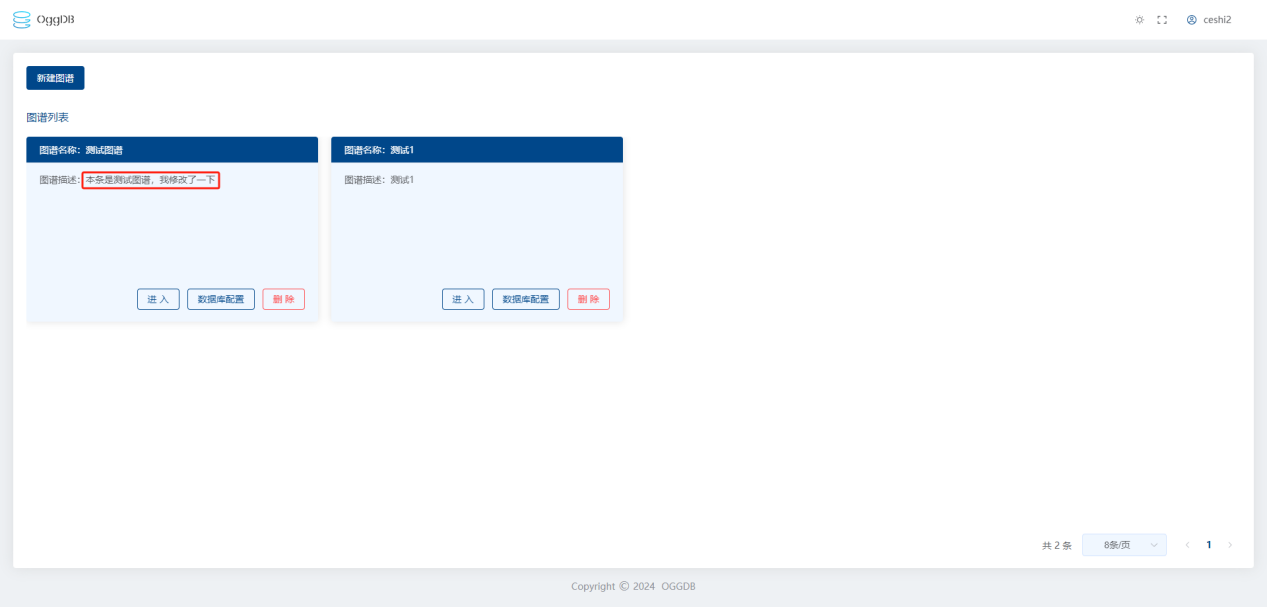 OggDB
ceshi2
新建图谱
图谱列表
图谱名称：测试图谱
图谱描述：本条是测试图谱，我修改了一下
进 入 数据库配置 删 除
图谱名称：测试1
图谱描述：测试1
进 入 数据库配置 删 除
共 2 条 8条/页 1
Copyright © 2024 OGGDB